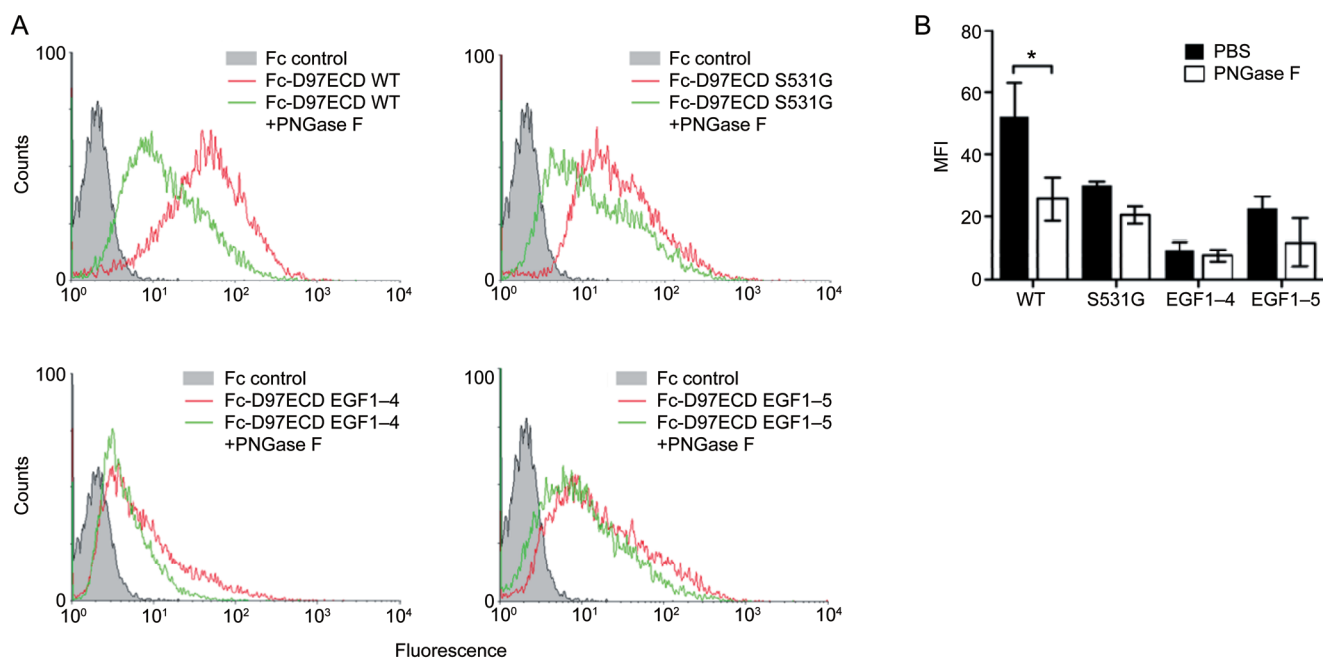 A
100
Counts
0
10⁰ 10¹ 10² 10³ 10⁴
Fc control
Fc-D97ECD WT
Fc-D97ECD WT
+PNGase F
100
0
10⁰ 10¹ 10² 10³ 10⁴
Fc control
Fc-D97ECD S531G
Fc-D97ECD S531G
+PNGase F
100
Counts
0
10⁰ 10¹ 10² 10³ 10⁴
Fc control
Fc-D97ECD EGF1–4
Fc-D97ECD EGF1–4
+PNGase F
100
0
10⁰ 10¹ 10² 10³ 10⁴
Fc control
Fc-D97ECD EGF1–5
Fc-D97ECD EGF1–5
+PNGase F
Fluorescence
B
80
60
40
20
0
MFI
*
PBS
PNGase F
WT S531G EGF1–4 EGF1–5